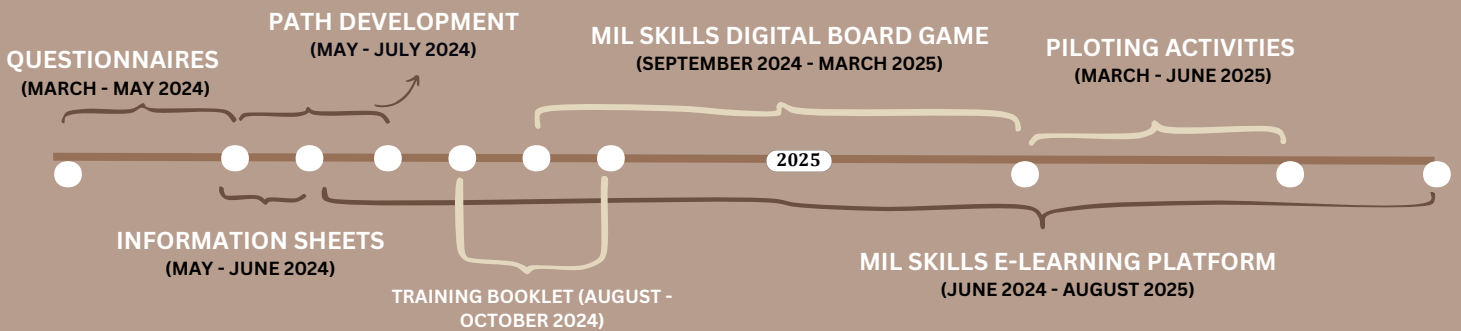 QUESTIONNAIRES
(MARCH - MAY 2024)
PATH DEVELOPMENT
(MAY - JULY 2024)
MIL SKILLS DIGITAL BOARD GAME
(SEPTEMBER 2024 - MARCH 2025)
PILOTING ACTIVITIES
(MARCH - JUNE 2025)
2025
INFORMATION SHEETS
(MAY - JUNE 2024)
TRAINING BOOKLET (AUGUST -
OCTOBER 2024)
MIL SKILLS E-LEARNING PLATFORM
(JUNE 2024 - AUGUST 2025)